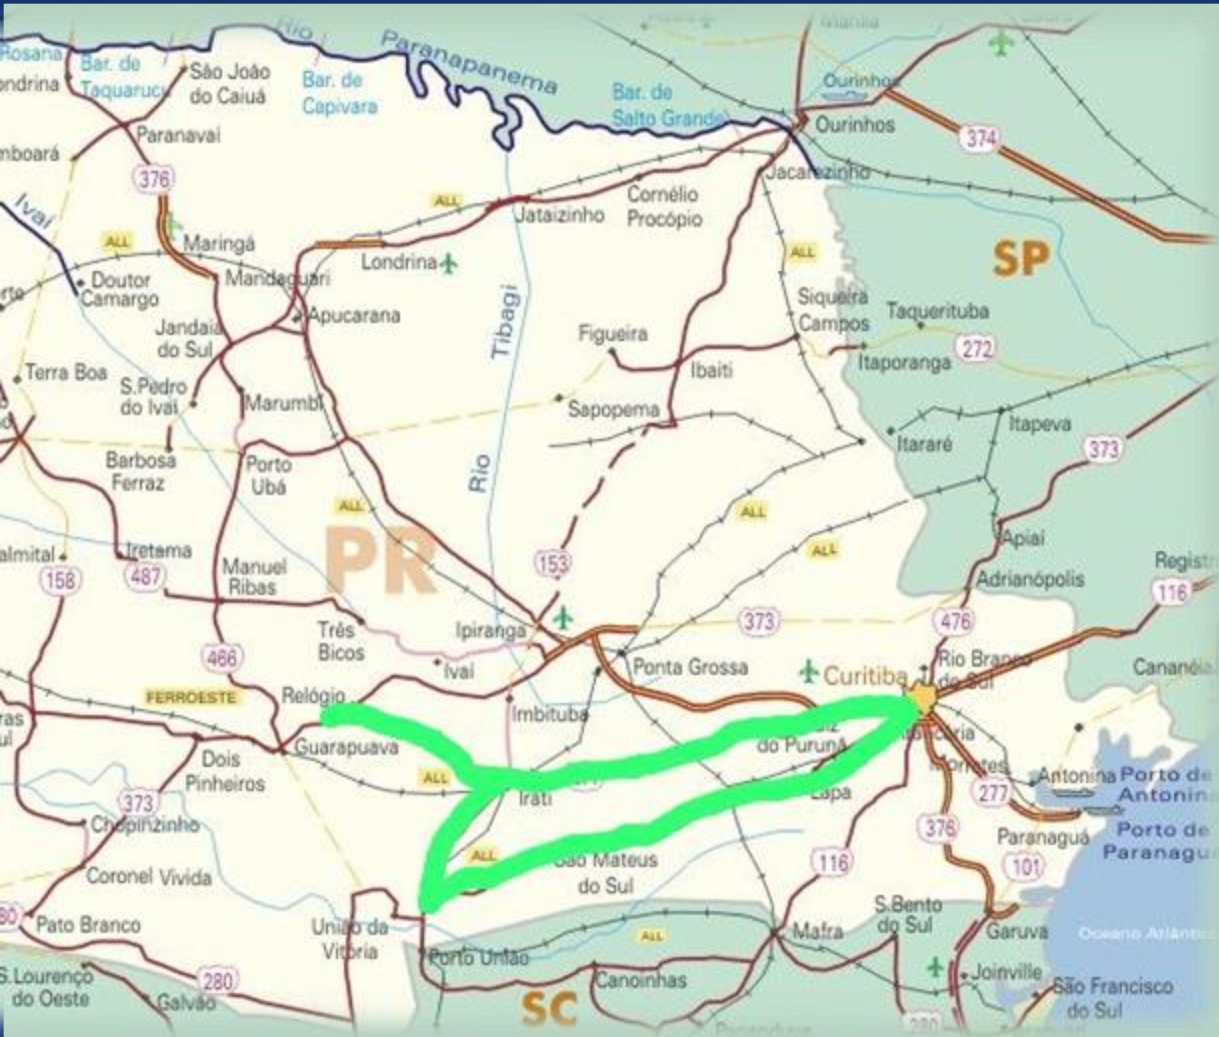 Rio
Paranapanema
Rosana
Bar. de
Taquaruçu
São João
do Caiuá
Bar. de
Capivara
Bar. de
Salto Grande
Ourinhos
Ourinhos
Paranavaí
374
Jacarezinho
376
Cornélio
Procópio
ALL
Jataizinho
Ivaí
ALL
Maringá
ALL
SP
Londrina
Mandaguari
Doutor
Camargo
Tibagi
Siqueira
Campos
Taquerituba
Apucarana
Jandaia
do Sul
Figueira
272
Itaporanga
Ibaiti
Terra Boa
S.Pedro
do Ivaí
Marumbi
Sapopema
Itapeva
Itararé
373
Barbosa
Ferraz
Porto
Ubá
Rio
ALL
ALL
PR
Apiaí
ALL
Iretama
153
158
487
Manuel
Ribas
Adrianópolis
116
Três
Bicos
Ipiranga
373
476
466
Ivaí
Ponta Grossa
Rio Branco
do Sul
Curitiba
Cananéia
FERROESTE
Relógio
Imbituba
Guarapuava
do Purunã
Dois
Pinheiros
ALL
Morretes
Antonina
Porto de
Antonina
Irati
277
373
Lapa
Chopinzinho
376
Paranaguá
Porto de
Paranaguá
ALL
São Mateus
do Sul
116
101
Coronel Vivida
Pato Branco
União da
Vitória
S.Bento
do Sul
Mafra
Garuva
Oceano Atlântico
ALL
Porto União
S.Lourenço
do Oeste
280
Galvão
Canoinhas
Joinville
São Francisco
do Sul
SC
280